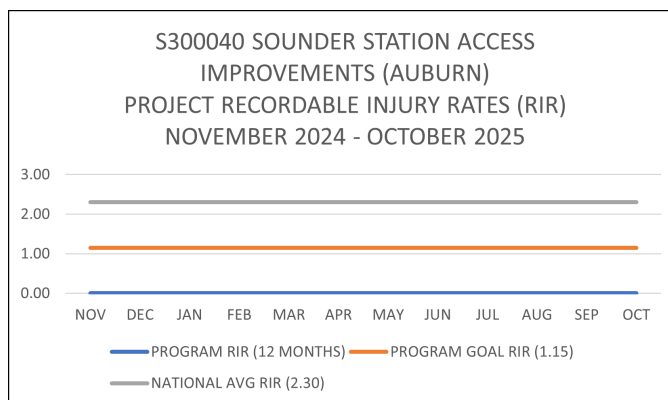 S300040 SOUNDER STATION ACCESS
IMPROVEMENTS (AUBURN)
PROJECT RECORDABLE INJURY RATES (RIR)
NOVEMBER 2024 - OCTOBER 2025
3.00
2.00
1.00
0.00
NOV DEC JAN FEB MAR APR MAY JUN JUL AUG SEP OCT
PROGRAM RIR (12 MONTHS) PROGRAM GOAL RIR (1.15)
NATIONAL AVG RIR (2.30)